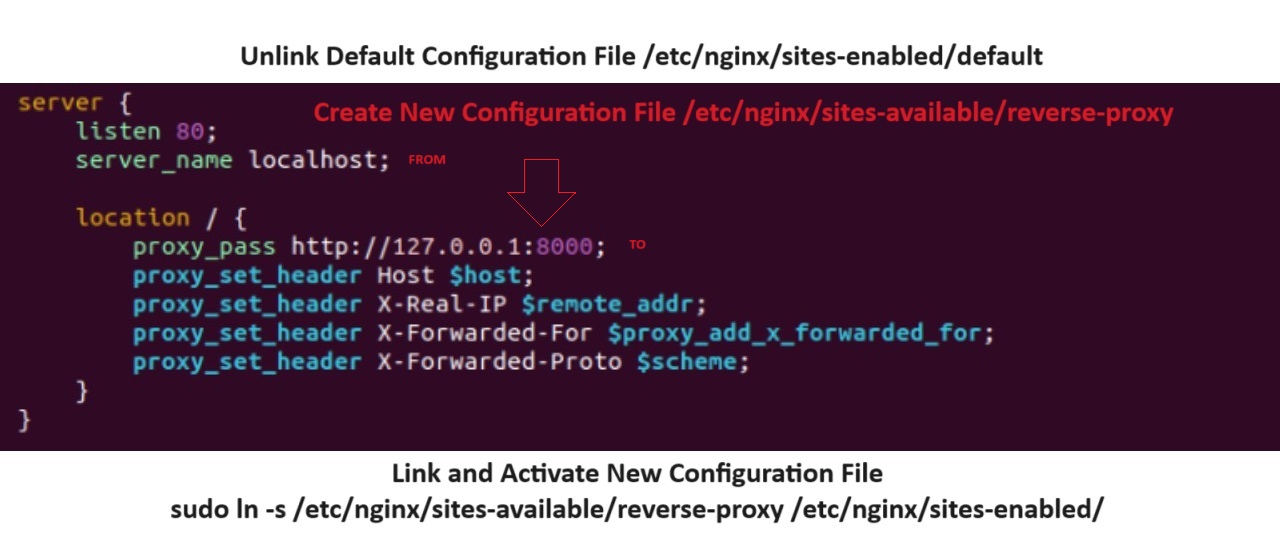 Unlink Default Configuration File /etc/nginx/sites-enabled/default
server {
Create New Configuration File /etc/nginx/sites-available/reverse-proxy
listen 80;
server_name localhost; FROM
location / {
proxy_pass http://127.0.0.1:8000; TO
proxy_set_header Host $host;
proxy_set_header X-Real-IP $remote_addr;
proxy_set_header X-Forwarded-For $proxy_add_x_forwarded_for;
proxy_set_header X-Forwarded-Proto $scheme;
}
}
Link and Activate New Configuration File
sudo ln -s /etc/nginx/sites-available/reverse-proxy /etc/nginx/sites-enabled/